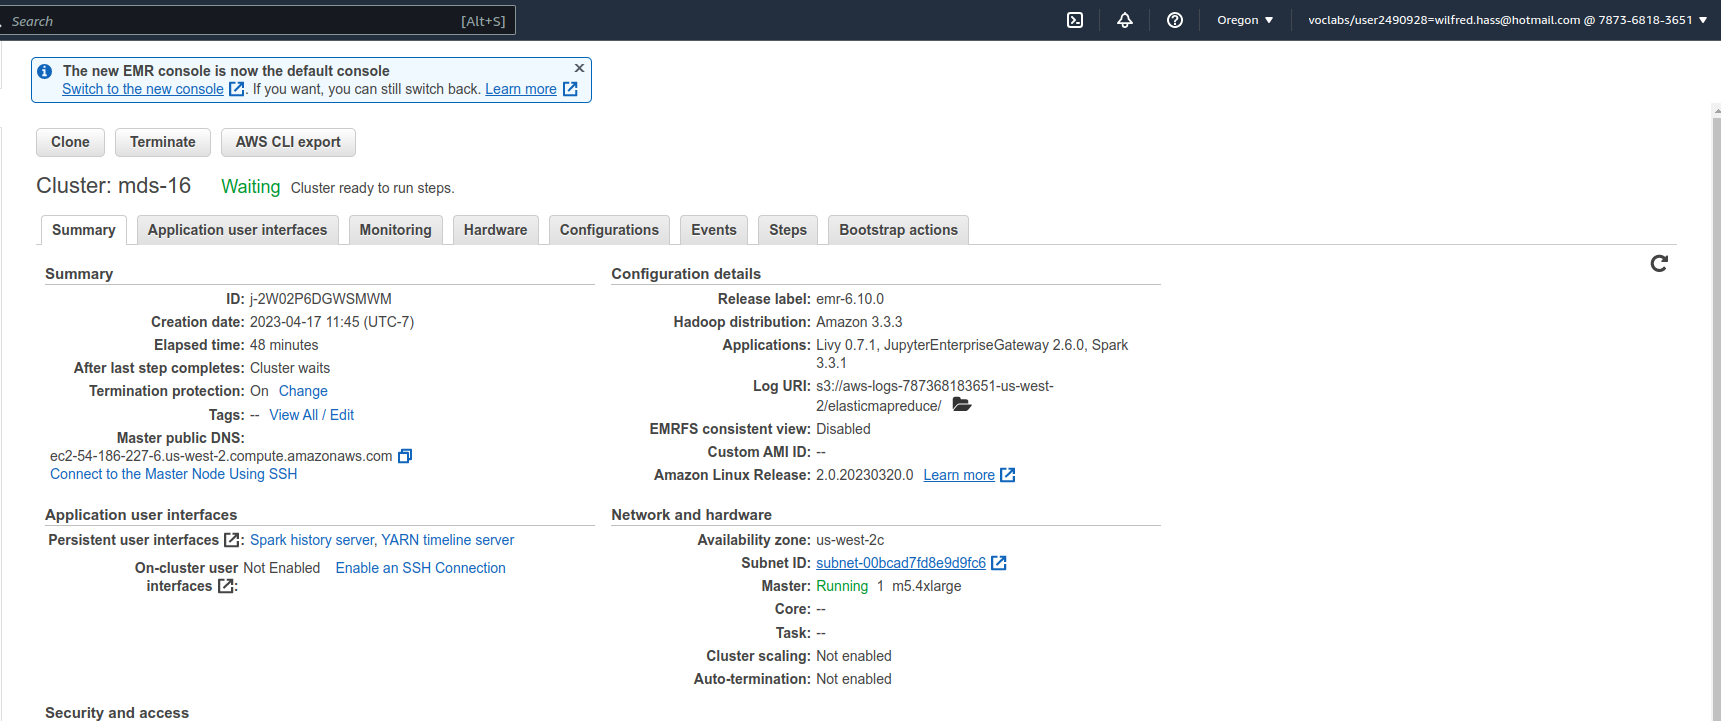 Search [Alt+S] Oregon voclabs/user2490928=wilfred.hass@hotmail.com @ 7873-6818-3651
The new EMR console is now the default console
Switch to the new console . If you want, you can still switch back. Learn more
Clone Terminate AWS CLI export
Cluster: mds-16 Waiting Cluster ready to run steps.
Summary Application user interfaces Monitoring Hardware Configurations Events Steps Bootstrap actions
Summary
ID: j-2W02P6DGWSMWM
Creation date: 2023-04-17 11:45 (UTC-7)
Elapsed time: 48 minutes
After last step completes: Cluster waits
Termination protection: On Change
Tags: -- View All / Edit
Master public DNS:
ec2-54-186-227-6.us-west-2.compute.amazonaws.com
Connect to the Master Node Using SSH
Configuration details
Release label: emr-6.10.0
Hadoop distribution: Amazon 3.3.3
Applications: Livy 0.7.1, JupyterEnterpriseGateway 2.6.0, Spark
3.3.1
Log URI: s3://aws-logs-787368183651-us-west-
2/elasticmapreduce/
EMRFS consistent view: Disabled
Custom AMI ID: --
Amazon Linux Release: 2.0.20230320.0 Learn more
Application user interfaces
Persistent user interfaces : Spark history server, YARN timeline server
On-cluster user Not Enabled Enable an SSH Connection
interfaces :
Network and hardware
Availability zone: us-west-2c
Subnet ID: subnet-00bcad7fd8e9d9fc6
Master: Running 1 m5.4xlarge
Core: --
Task: --
Cluster scaling: Not enabled
Auto-termination: Not enabled
Security and access